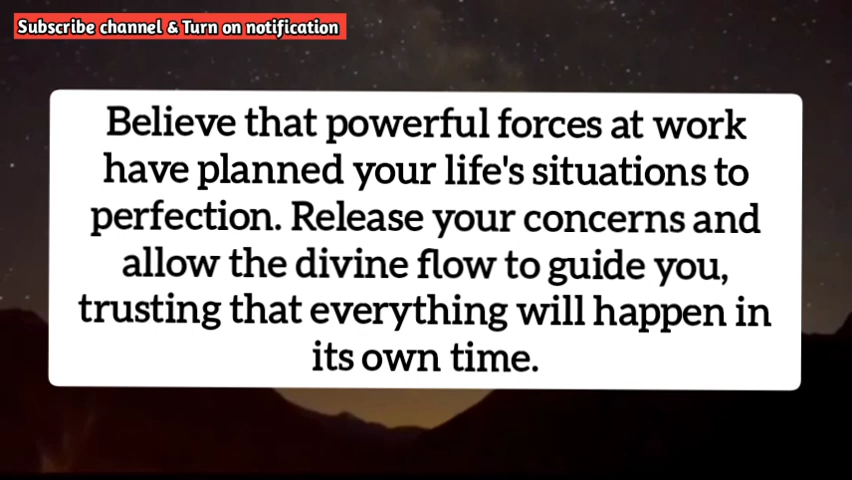 Subscribe channel & Turn on notification
Believe that powerful forces at work
have planned your life's situations to
perfection. Release your concerns and
allow the divine flow to guide you,
trusting that everything will happen in
its own time.